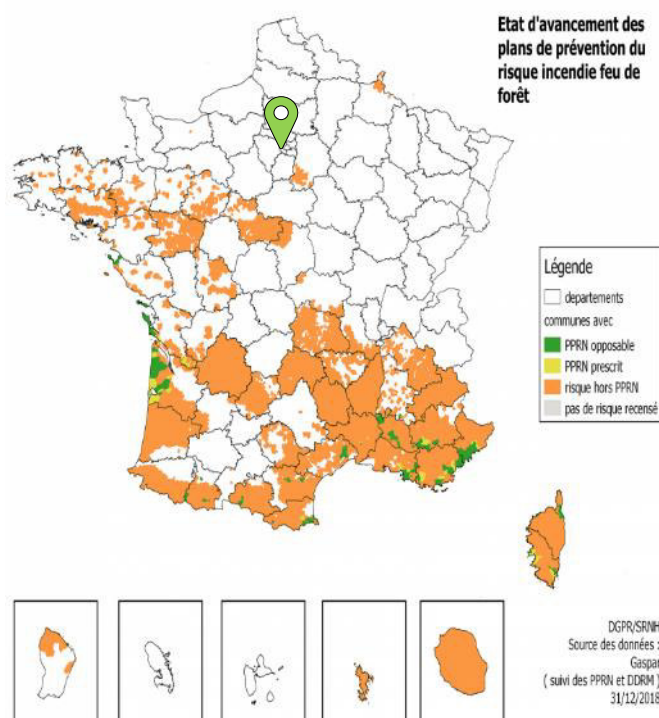 Etat d'avancement des
plans de prévention du
risque incendie feu de
forêt
Légende
departements
communes avec
PPRN opposable
PPRN prescrit
risque hors PPRN
pas de risque recensé
DGPR/SRNH
Source des données :
Gaspar
( suivi des PPRN et DDRM )
31/12/2018